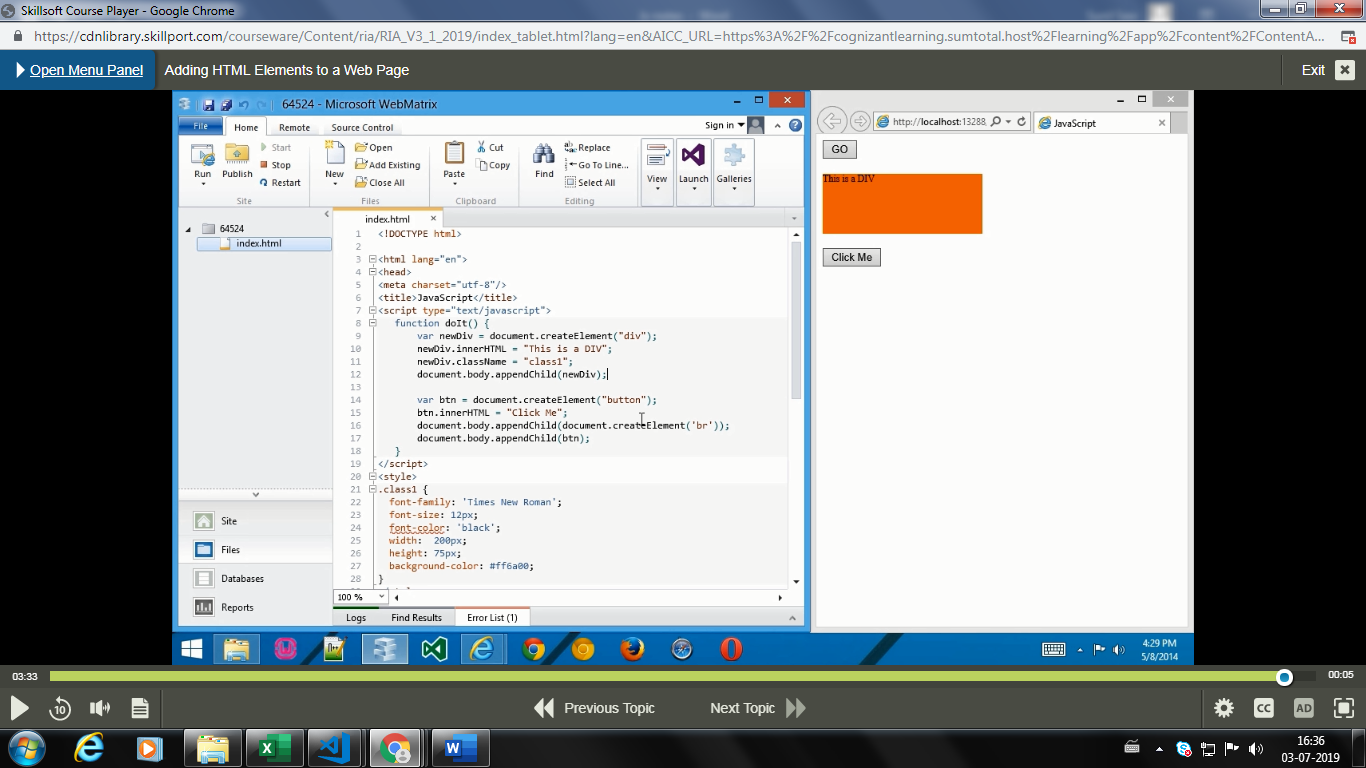 Skillsoft Course Player - Google Chrome
https://cdnlibrary.skillport.com/courseware/Content/ria/RIA_V3_1_2019/index_tablet.html?lang=en&AICC_URL=https%3A%2F%2Fcognizantlearning.sumtotal.host%2Flearning%2Fapp%2Fcontent%2FContentA...
Open Menu Panel
Adding HTML Elements to a Web Page
Exit
64524 - Microsoft WebMatrix
File
Home
Remote
Source Control
Sign in
Run
Publish
Start
Stop
Restart
Site
New
Open
Add Existing
Close All
Files
Paste
Cut
Copy
Clipboard
Find
Replace
Go To Line...
Select All
Editing
View
Launch
Galleries
64524
index.html
Site
Files
Databases
Reports
index.html
1 <!DOCTYPE html>
2
3 <html lang="en">
4 <head>
5 <meta charset="utf-8"/>
6 <title>JavaScript</title>
7 <script type="text/javascript">
8 function doIt() {
9 var newDiv = document.createElement("div");
10 newDiv.innerHTML = "This is a DIV";
11 newDiv.className = "class1";
12 document.body.appendChild(newDiv);
13
14 var btn = document.createElement("button");
15 btn.innerHTML = "Click Me";
16 document.body.appendChild(document.createElement('br'));
17 document.body.appendChild(btn);
18 }
19 </script>
20 <style>
21 .class1 {
22 font-family: 'Times New Roman';
23 font-size: 12px;
24 font-color: 'black';
25 width: 200px;
26 height: 75px;
27 background-color: #ff6a00;
28 }
100 %
Logs
Find Results
Error List (1)
http://localhost:13288,
JavaScript
GO
This is a DIV
Click Me
4:29 PM
5/8/2014
03:33
00:05
10
Previous Topic
Next Topic
CC
AD
16:36
03-07-2019